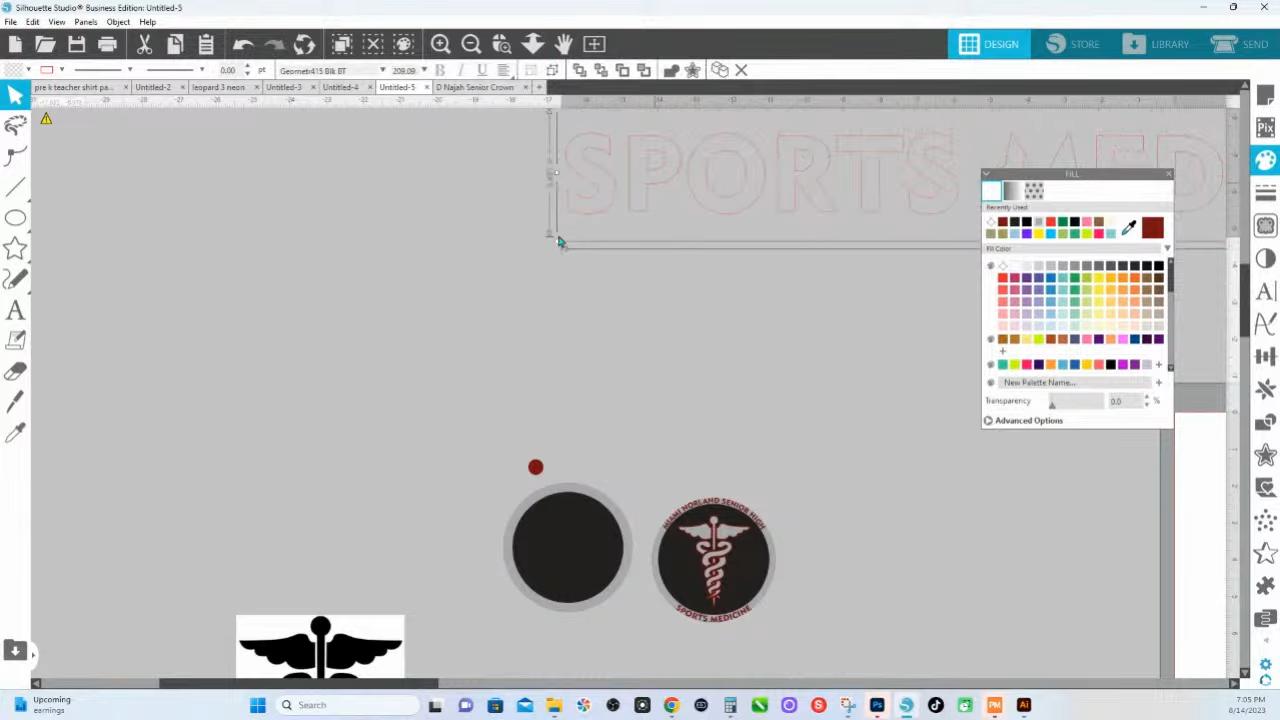 Silhouette Studio® Business Edition: Untitled-5
File Edit View Panels Object Help
DESIGN STORE LIBRARY SEND
0.00 pt Geometr415 Blk BT 209.09
pre k teacher shirt pa... Untitled-2 leopard 3 neon Untitled-3 Untitled-4 Untitled-5 D Najah Senior Crown
SPORTS MED
FILL
Recently Used
Fill Color
New Palette Name...
Transparency 0.0 %
Advanced Options
MIAMI NORLAND SENIOR HIGH
SPORTS MEDICINE
Upcoming
earnings
Search
7:05 PM
8/14/2023